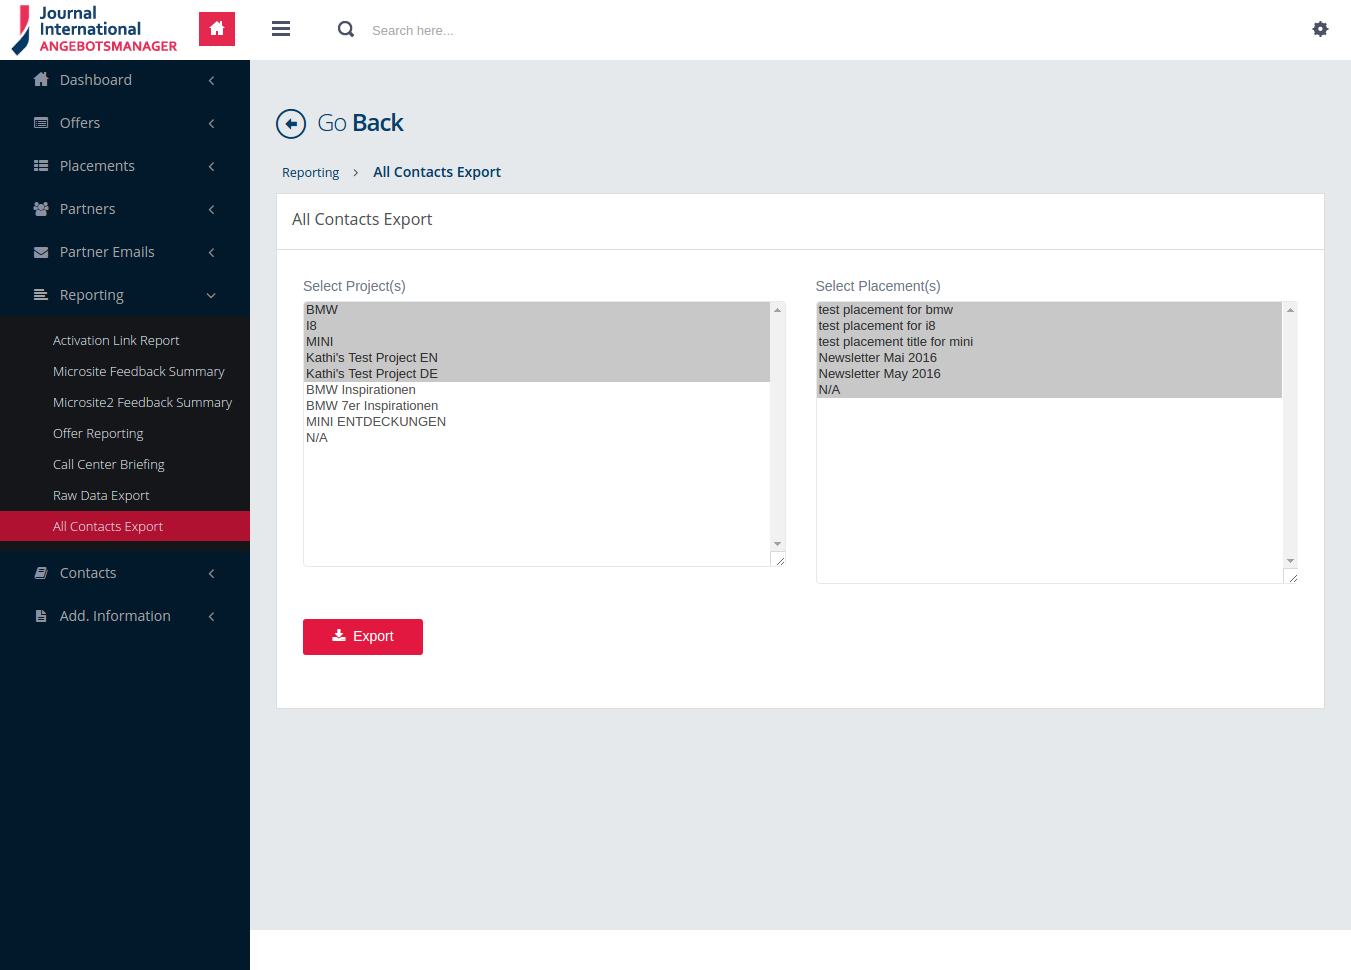 Journal
International
ANGEBOTSMANAGER
Search here...
Dashboard
Offers
Placements
Partners
Partner Emails
Reporting
Activation Link Report
Microsite Feedback Summary
Microsite2 Feedback Summary
Offer Reporting
Call Center Briefing
Raw Data Export
All Contacts Export
Contacts
Add. Information
Go Back
Reporting > All Contacts Export
All Contacts Export
Select Project(s)
BMW
I8
MINI
Kathi's Test Project EN
Kathi's Test Project DE
BMW Inspirationen
BMW 7er Inspirationen
MINI ENTDECKUNGEN
N/A
Select Placement(s)
test placement for bmw
test placement for i8
test placement title for mini
Newsletter Mai 2016
Newsletter May 2016
N/A
Export